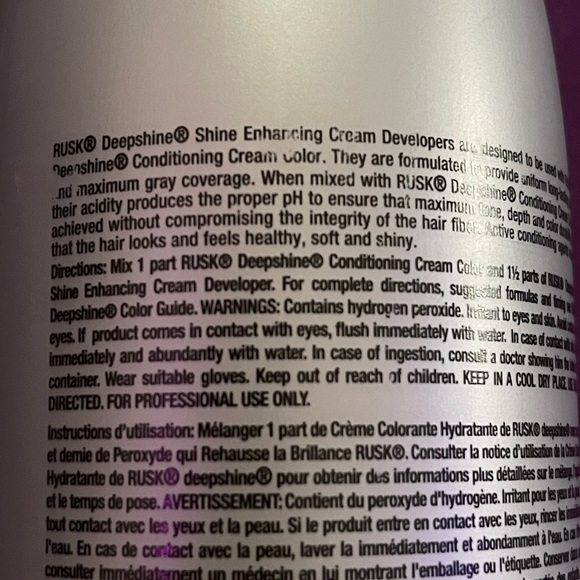 RUSK® Deepshine® Shine Enhancing Cream Developers are designed to be used
Deepshine® Conditioning Cream Color. They are formulated to provide uniform
and maximum gray coverage. When mixed with RUSK® Deepshine® Conditioning
their acidity produces the proper pH to ensure that maximum tone, depth and color
achieved without compromising the integrity of the hair fiber. Active conditioning
that the hair looks and feels healthy, soft and shiny.
Directions: Mix 1 part RUSK® Deepshine® Conditioning Cream Color and 1½ parts of RUSK®
Shine Enhancing Cream Developer. For complete directions, suggested formulas and timing
Deepshine® Color Guide. WARNINGS: Contains hydrogen peroxide. Irritant to eyes and skin. Avoid
eyes. If product comes in contact with eyes, flush immediately with water. In case of contact with
immediately and abundantly with water. In case of ingestion, consult a doctor showing him the
container. Wear suitable gloves. Keep out of reach of children. KEEP IN A COOL DRY PLACE.
DIRECTED. FOR PROFESSIONAL USE ONLY.
Instructions d'utilisation: Mélanger 1 part de Crème Colorante Hydratante de RUSK® deepshine®
et demie de Peroxyde qui Rehausse la Brillance RUSK®. Consulter la notice d'utilisation de la
Hydratante de RUSK® deepshine® pour obtenir des informations plus détaillées sur le mélange,
et le temps de pose. AVERTISSEMENT: Contient du peroxyde d'hydrogène. Irritant pour les yeux et
tout contact avec les yeux et la peau. Si le produit entre en contact avec les yeux, rincer les
l'eau. En cas de contact avec la peau, laver la immédiatement et abondamment à l'eau. En cas
consulter immédiatement un médecin en lui montrant l'emballage ou l'étiquette. Conserver